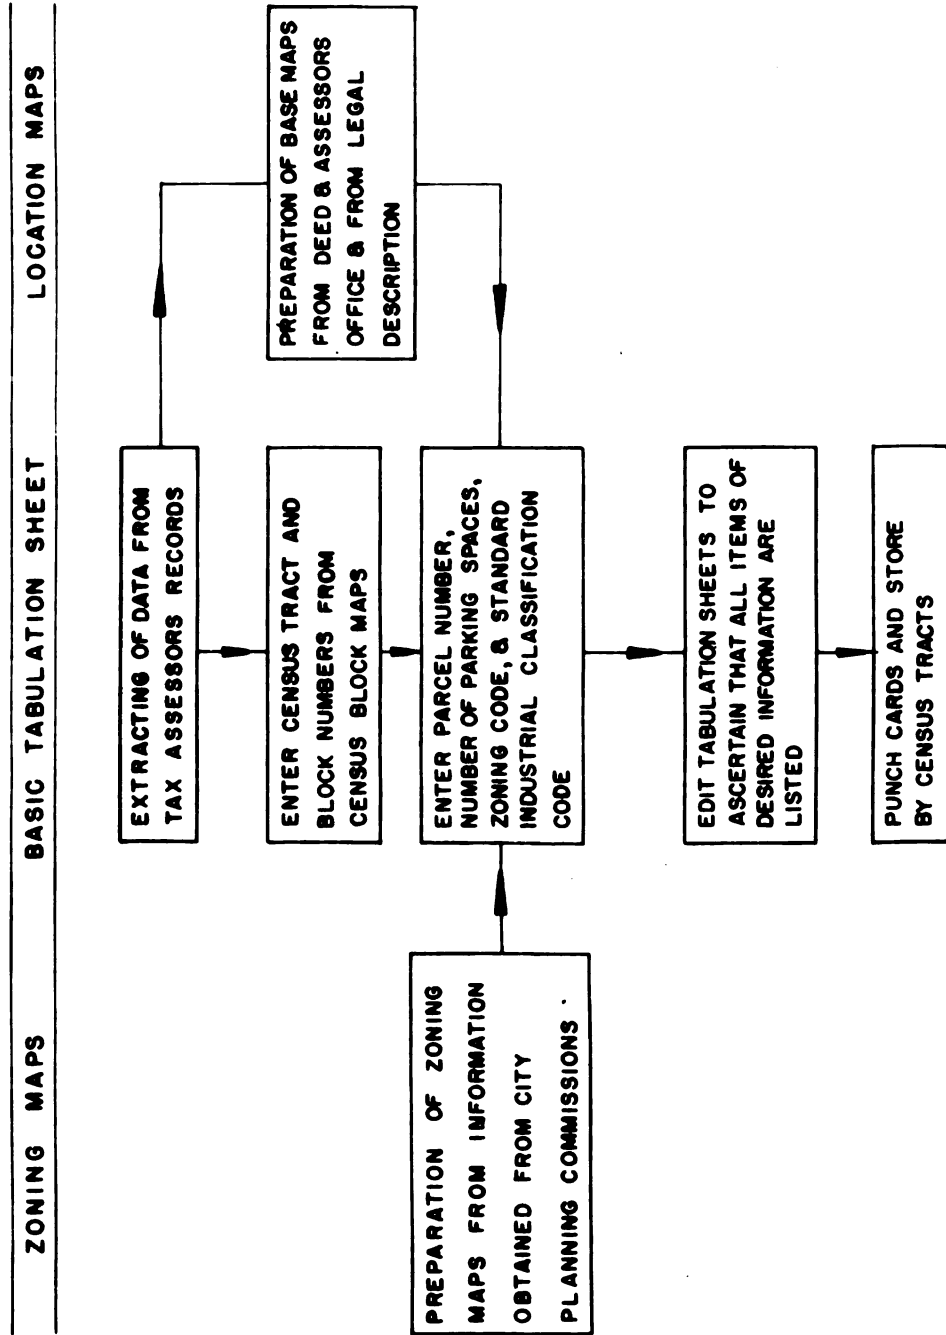 ZONING MAPS
BASIC TABULATION SHEET
LOCATION MAPS
EXTRACTING OF DATA FROM
TAX ASSESSORS RECORDS
PREPARATION OF BASE MAPS
FROM DEED & ASSESSORS
OFFICE & FROM LEGAL
DESCRIPTION
ENTER CENSUS TRACT AND
BLOCK NUMBERS FROM
CENSUS BLOCK MAPS
PREPARATION OF ZONING
MAPS FROM INFORMATION
OBTAINED FROM CITY
PLANNING COMMISSIONS
ENTER PARCEL NUMBER,
NUMBER OF PARKING SPACES,
ZONING CODE, & STANDARD
INDUSTRIAL CLASSIFICATION
CODE
EDIT TABULATION SHEETS TO
ASCERTAIN THAT ALL ITEMS OF
DESIRED INFORMATION ARE
LISTED
PUNCH CARDS AND STORE
BY CENSUS TRACTS